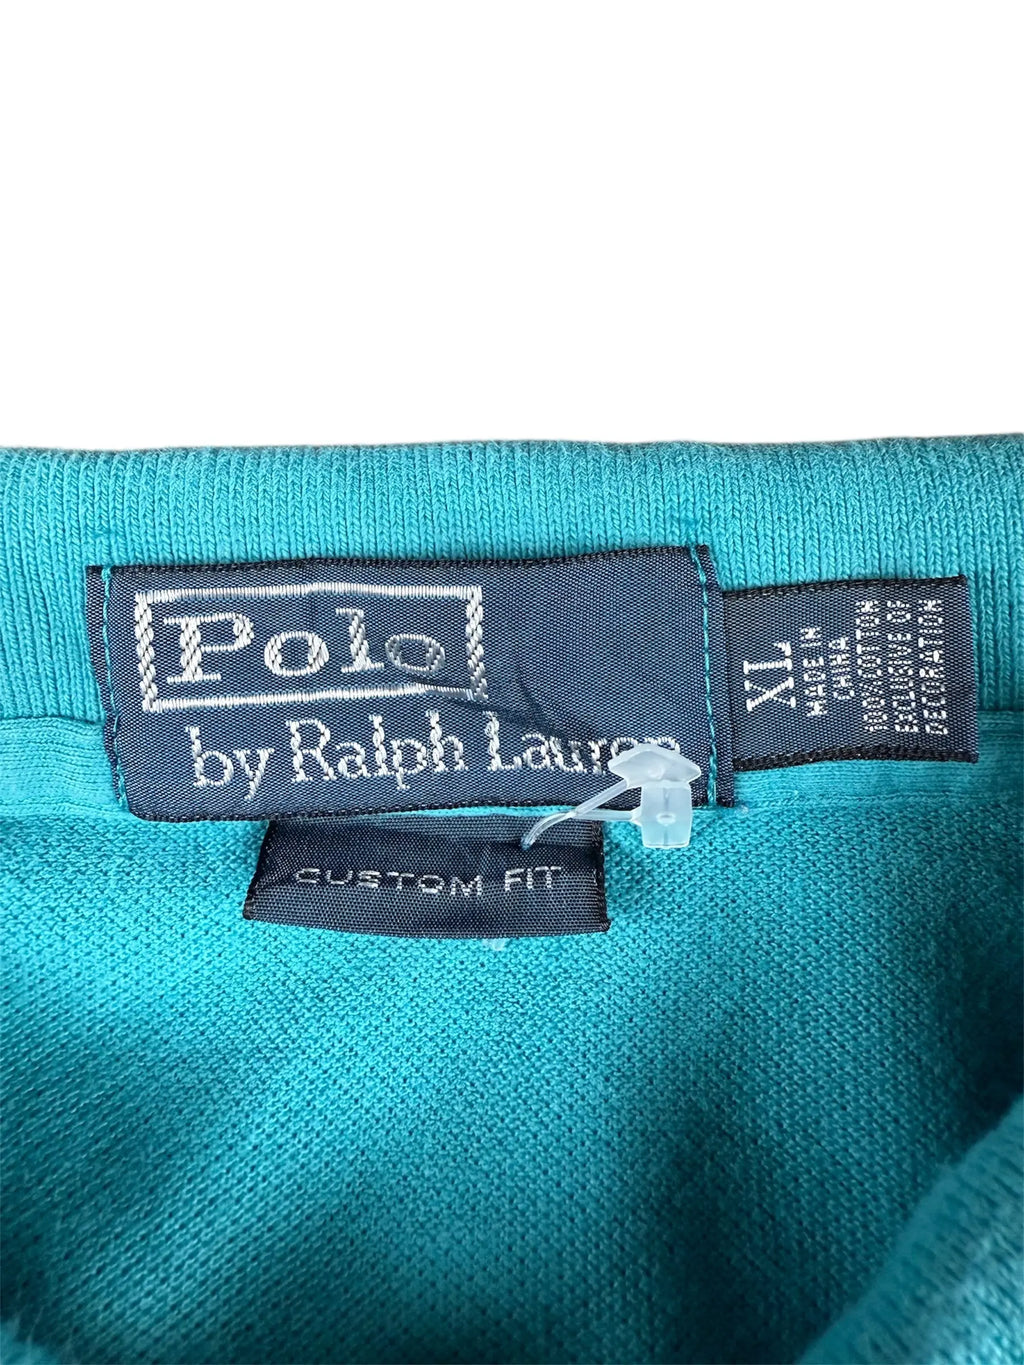 Polo
by Ralph Lauren
CUSTOM FIT
XL
MADE IN
CHINA
100% COTTON
EXCLUSIVE OF
DECORATION